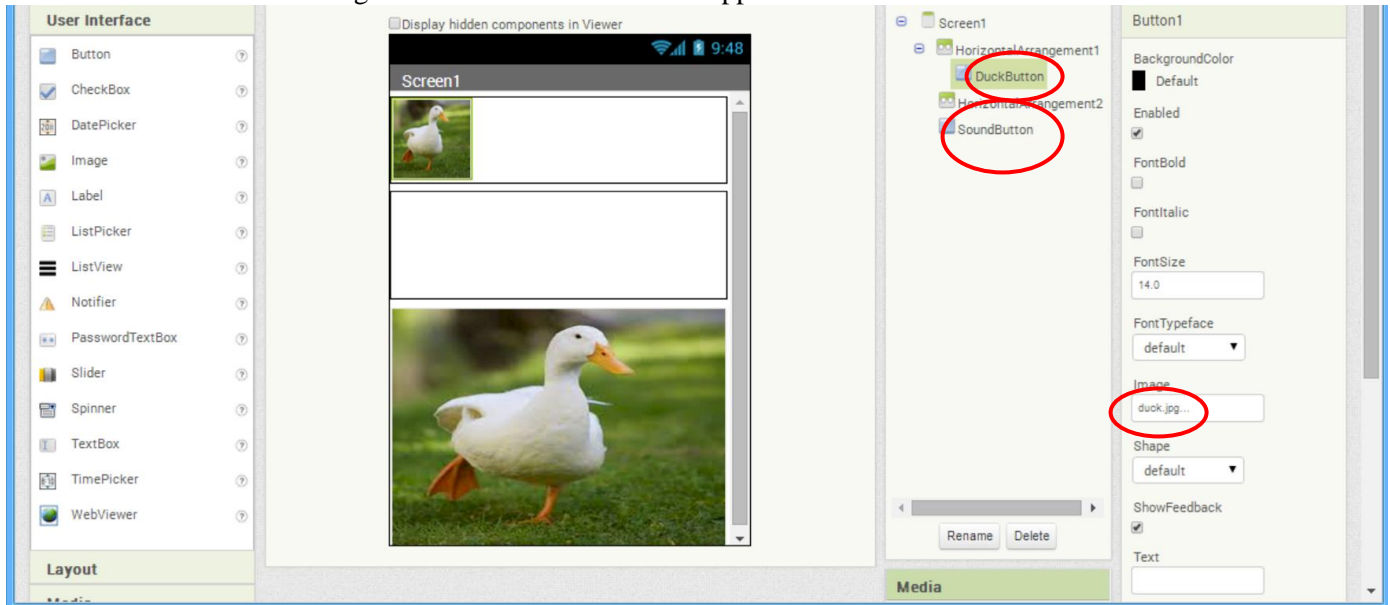 User Interface
Button
CheckBox
DatePicker
Image
Label
ListPicker
ListView
Notifier
PasswordTextBox
Slider
Spinner
TextBox
TimePicker
WebViewer
Layout
Display hidden components in Viewer
9:48
Screen1
Screen1
HorizontalArrangement1
DuckButton
HorizontalArrangement2
SoundButton
Rename Delete
Media
Button1
BackgroundColor
Default
Enabled
FontBold
FontItalic
FontSize
14.0
FontTypeface
default
Image
duck.jpg...
Shape
default
ShowFeedback
Text